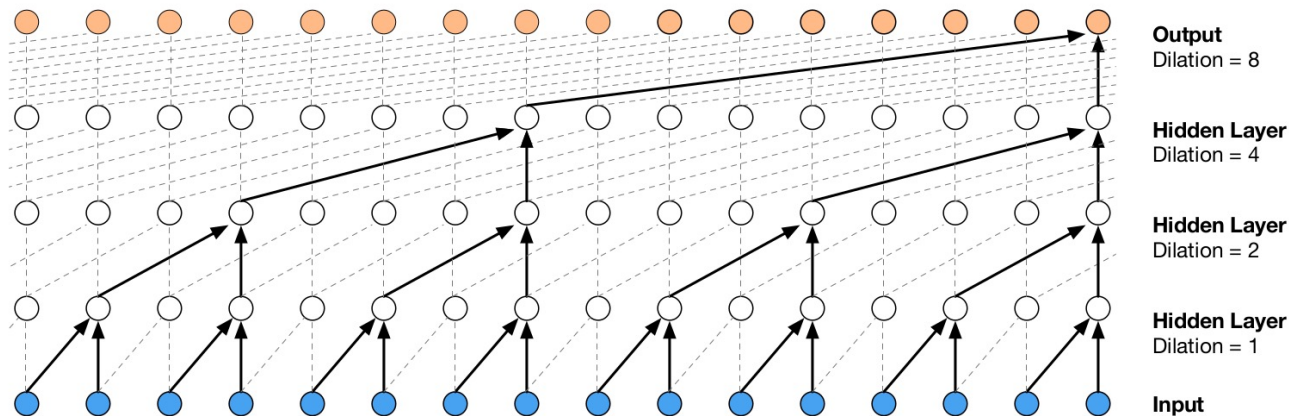 Output
Dilation = 8
Hidden Layer
Dilation = 4
Hidden Layer
Dilation = 2
Hidden Layer
Dilation = 1
Input